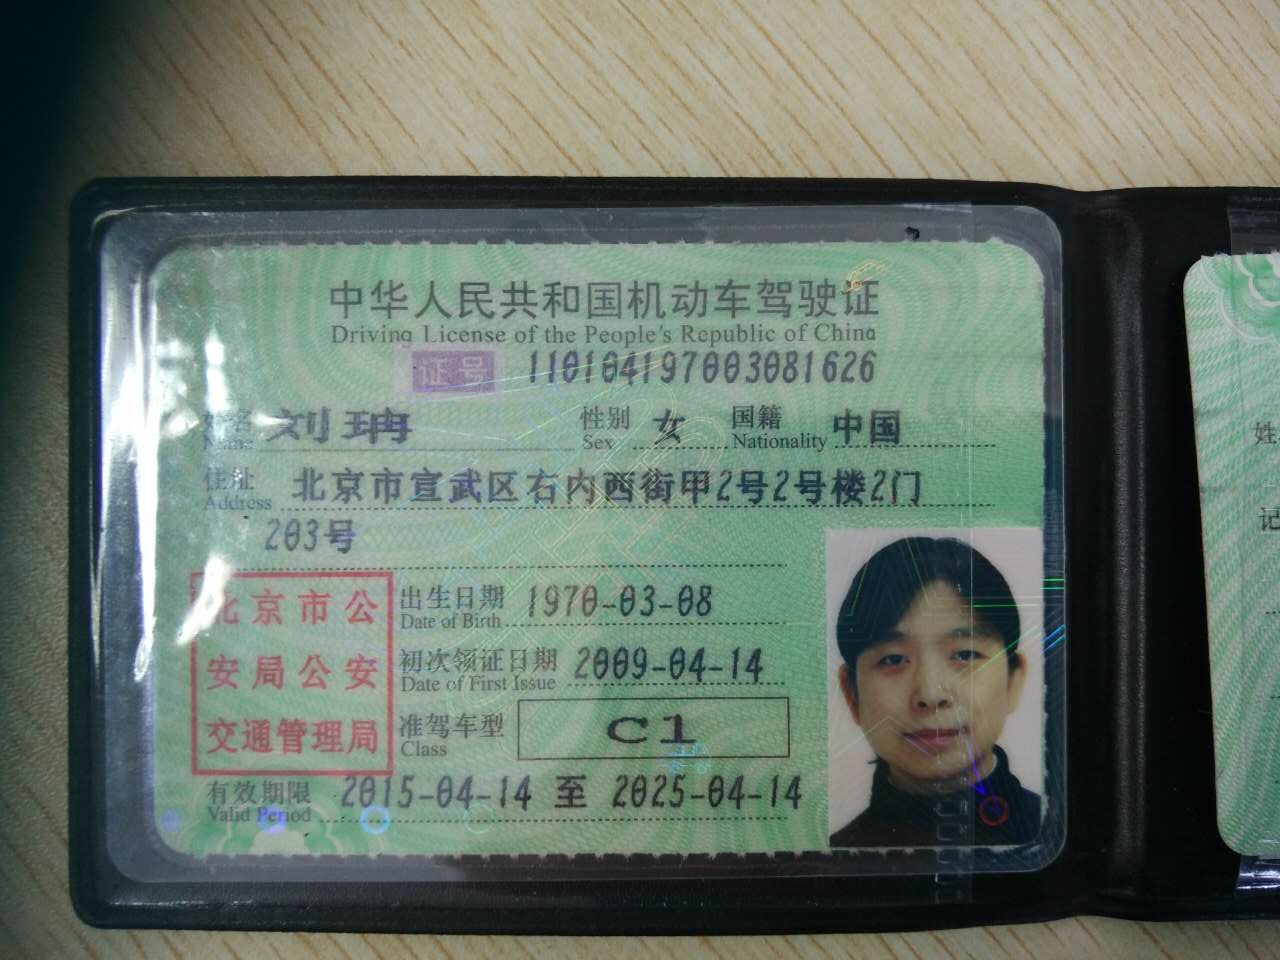 中华人民共和国机动车驾驶证
Driving License of the People's Republic of China
证号 110104197003081626
姓名 刘珃 性别 女 国籍 中国
Name Sex Nationality
住址 北京市宣武区右内西街甲2号2号楼2门
Address
203号
北京市公
安局公安
交通管理局
出生日期 1970-03-08
Date of Birth
初次领证日期 2009-04-14
Date of First Issue
准驾车型 C1
Class
有效期限 2015-04-14 至 2025-04-14
Valid Period
姓
记